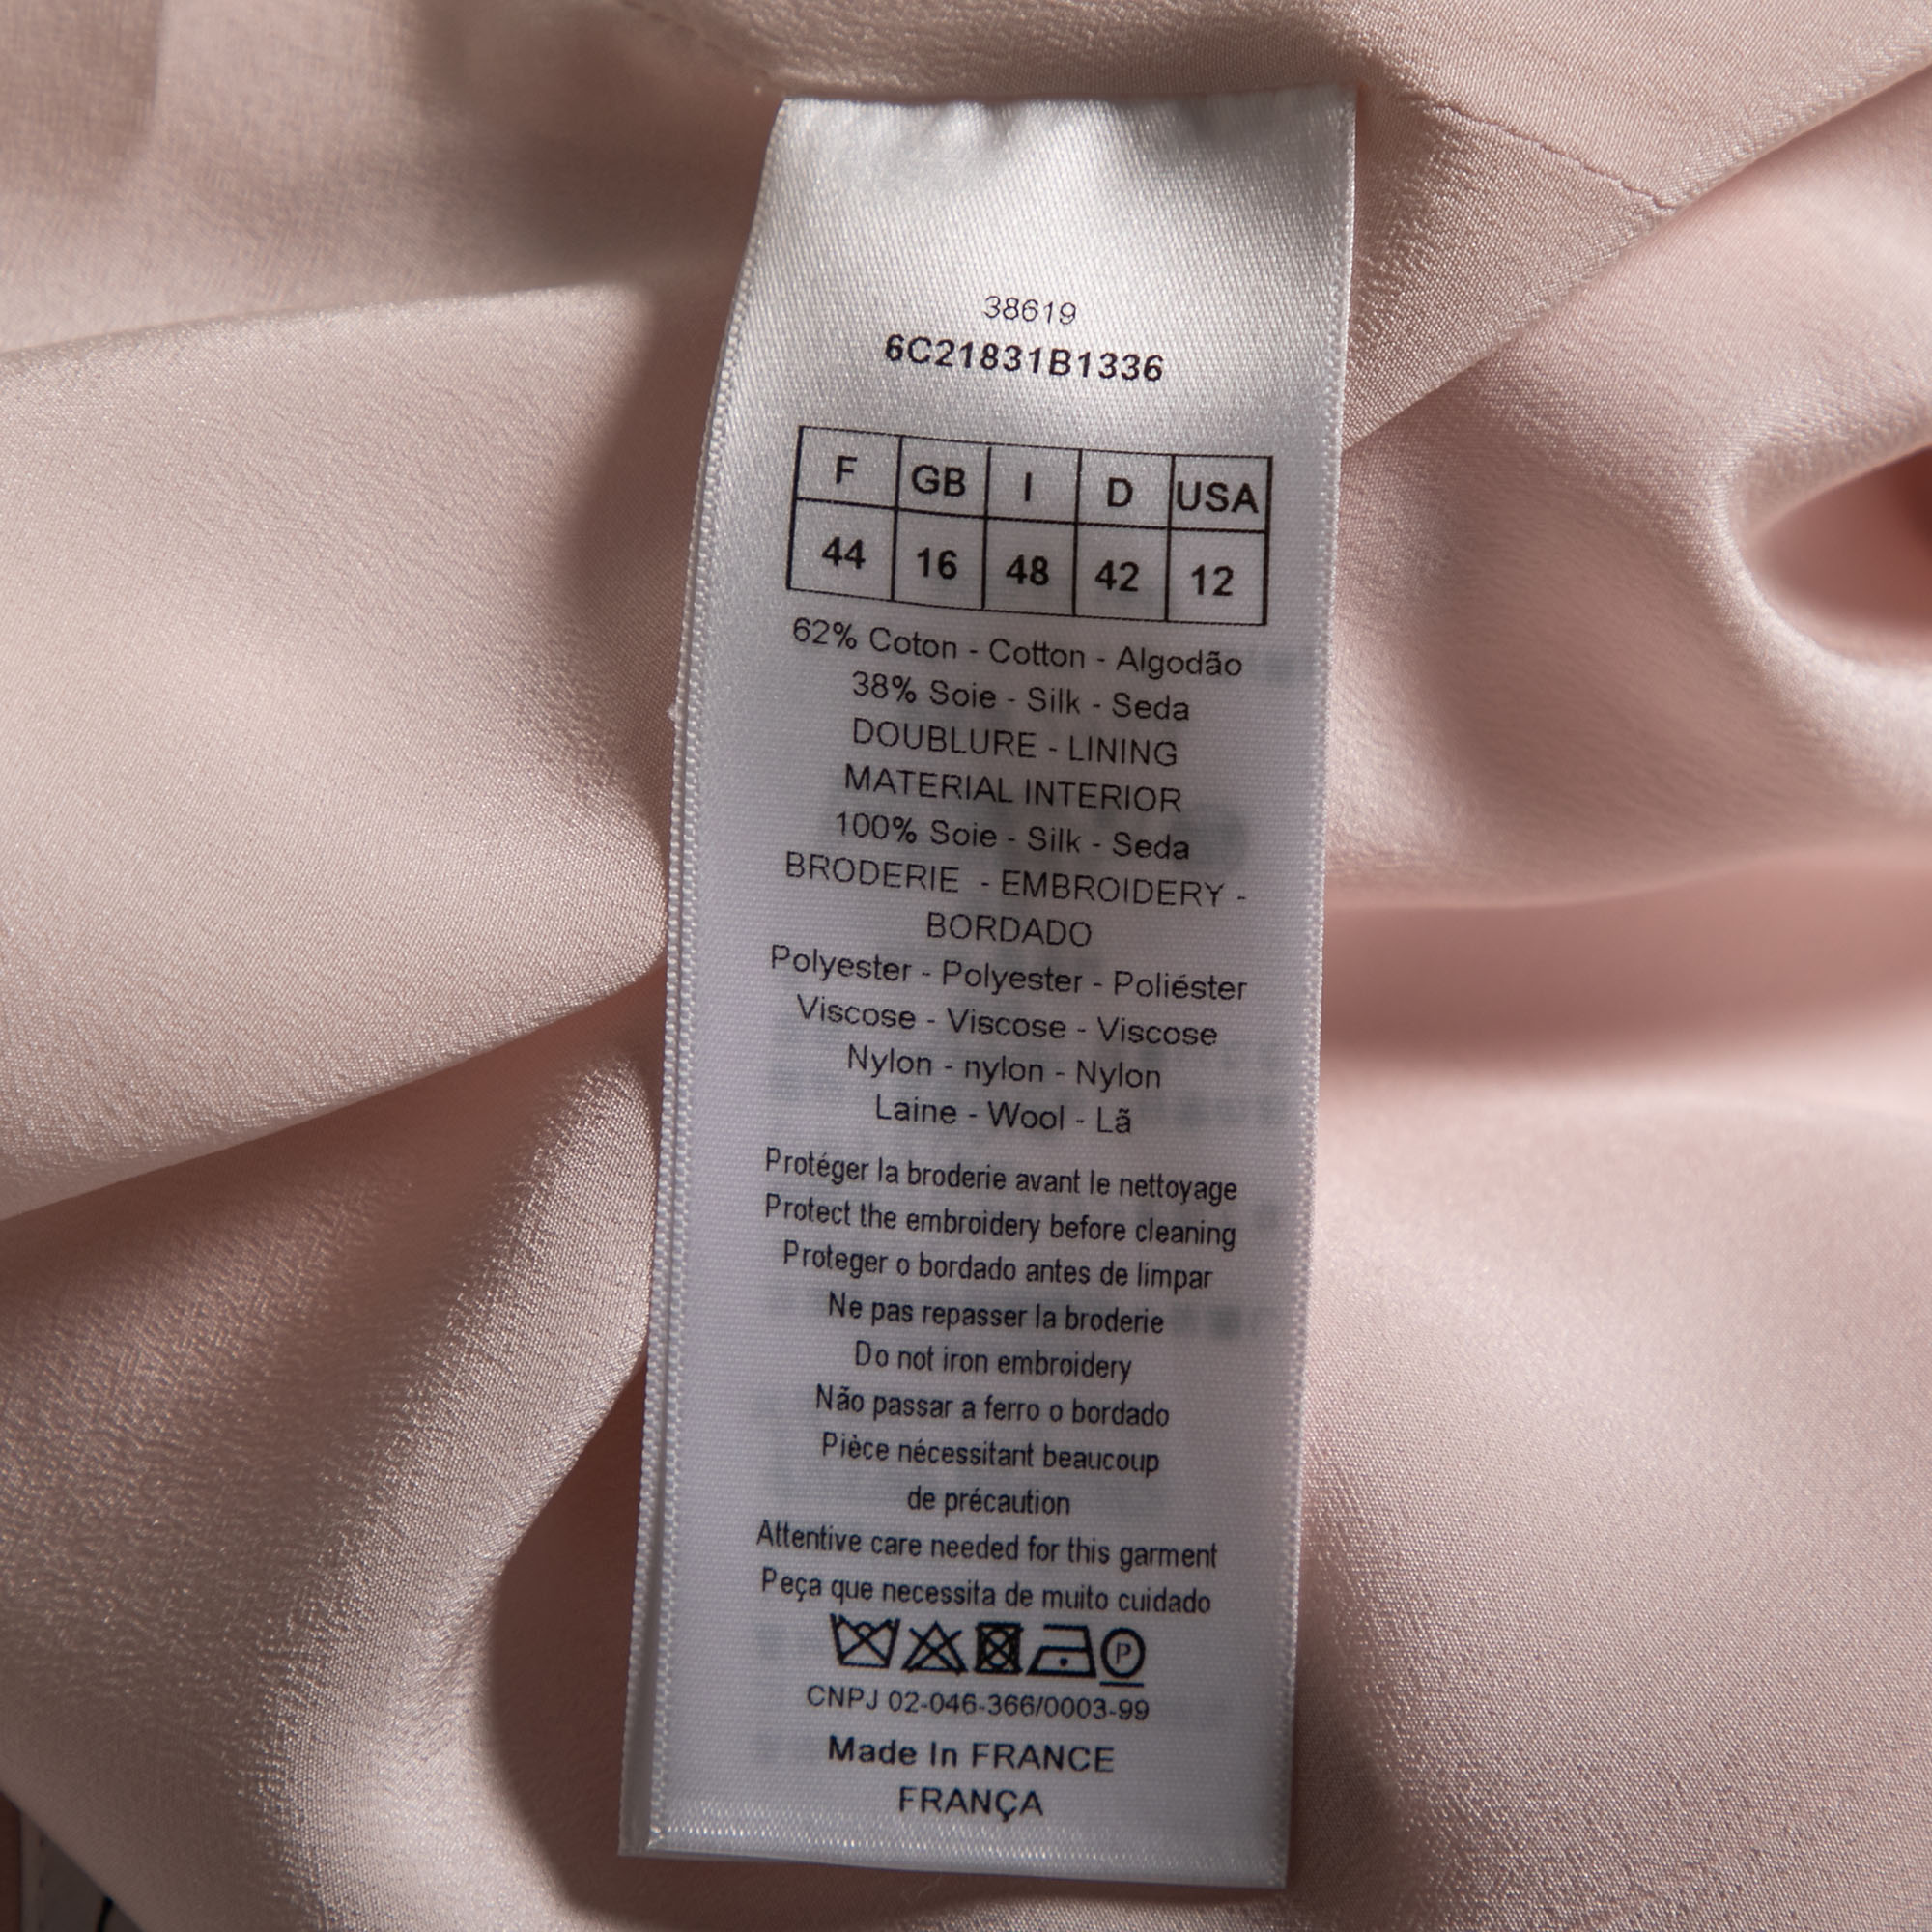 38619
6C21831B1336
F GB I D USA
44 16 48 42 12
62% Coton - Cotton - Algodão
38% Soie - Silk - Seda
DOUBLURE - LINING
MATERIAL INTERIOR
100% Soie - Silk - Seda
BRODERIE - EMBROIDERY -
BORDADO
Polyester - Polyester - Poliéster
Viscose - Viscose - Viscose
Nylon - nylon - Nylon
Laine - Wool - Lã
Protéger la broderie avant le nettoyage
Protect the embroidery before cleaning
Proteger o bordado antes de limpar
Ne pas repasser la broderie
Do not iron embroidery
Não passar a ferro o bordado
Pièce nécessitant beaucoup
de précaution
Attentive care needed for this garment
Peça que necessita de muito cuidado
P
CNPJ 02-046-366/0003-99
Made In FRANCE
FRANÇA